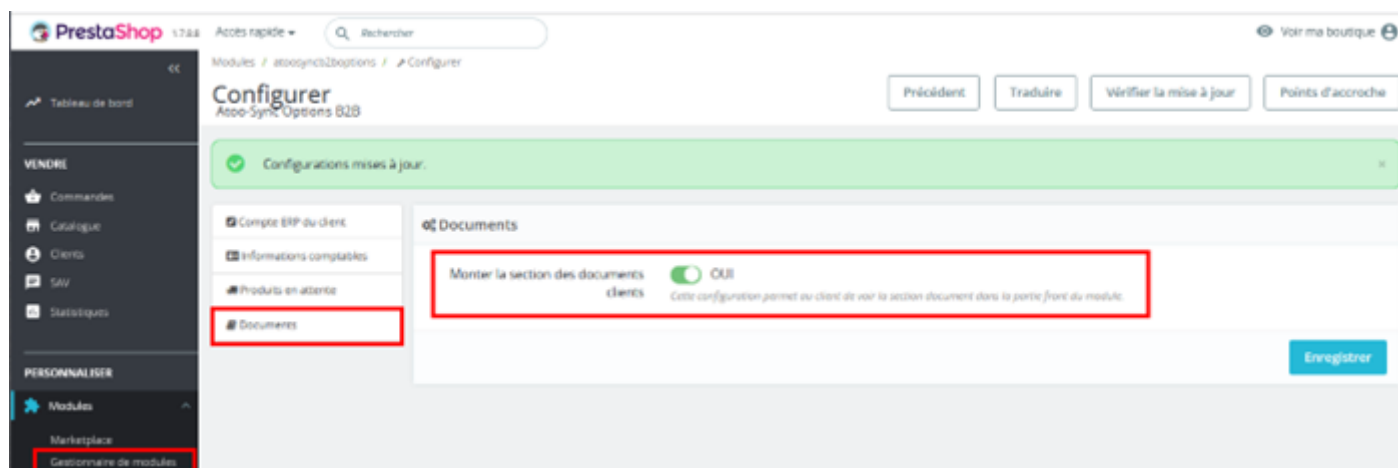 PrestaShop 1.7.8.8 Accès rapide Rechercher Voir ma boutique
Modules / atoosyncb2boptions / Configurer
Configurer
Atoo-Sync Options B2B
Précédent Traduire Vérifier la mise à jour Points d'accroche
Tableau de bord
VENDRE
Commandes
Catalogue
Clients
SAV
Statistiques
PERSONNALISER
Modules
Marketplace
Gestionnaire de modules
Configurations mises à jour.
Compte ERP du client
Informations comptables
Produits en attente
Documents
Documents
Monter la section des documents
clients
OUI
Cette configuration permet au client de voir la section document dans la partie front du module.
Enregistrer